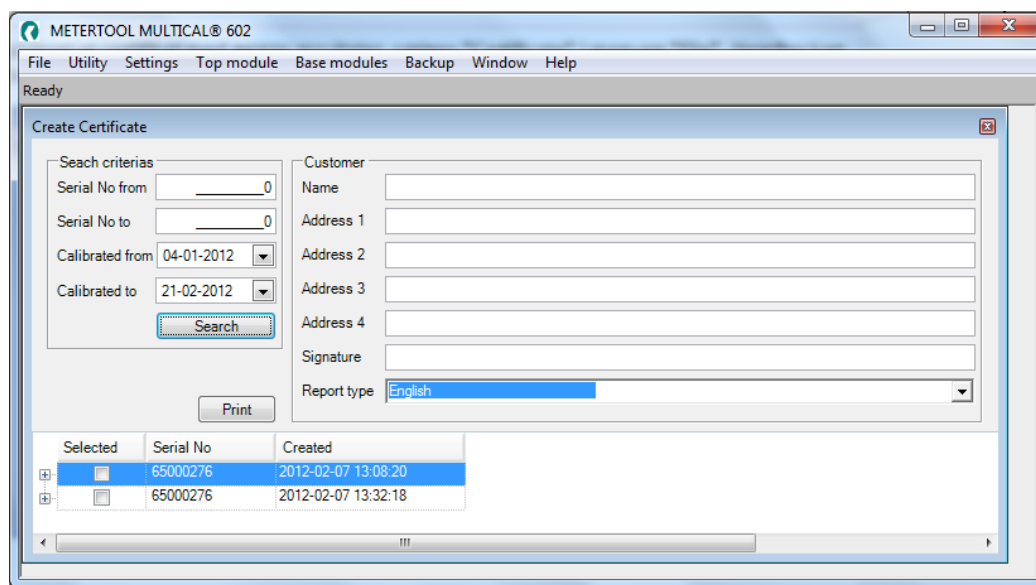 METERTOOL MULTICAL® 602
File Utility Settings Top module Base modules Backup Window Help
Ready
Create Certificate
Seach criterias
Serial No from 0
Serial No to 0
Calibrated from 04-01-2012
Calibrated to 21-02-2012
Search
Print
Customer
Name
Address 1
Address 2
Address 3
Address 4
Signature
Report type English
Selected Serial No Created
65000276 2012-02-07 13:08:20
65000276 2012-02-07 13:32:18